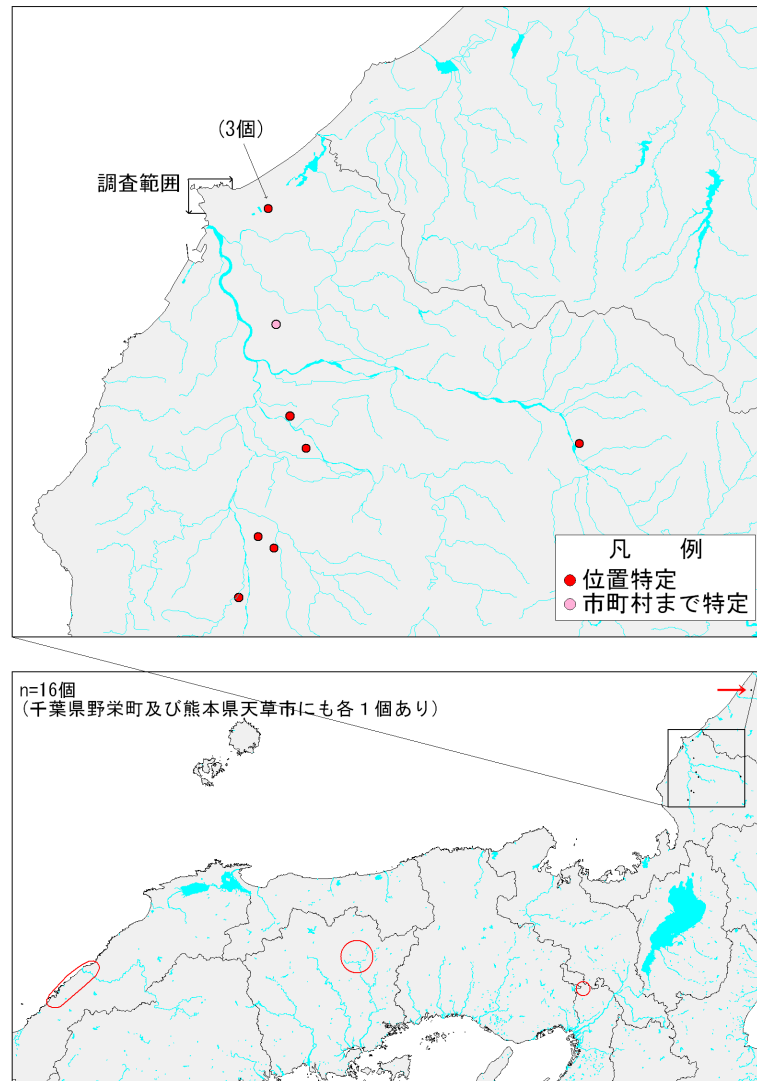 (3個)
調査範囲
凡 例
位置特定
市町村まで特定
n=16個
(千葉県野栄町及び熊本県天草市にも各1個あり)